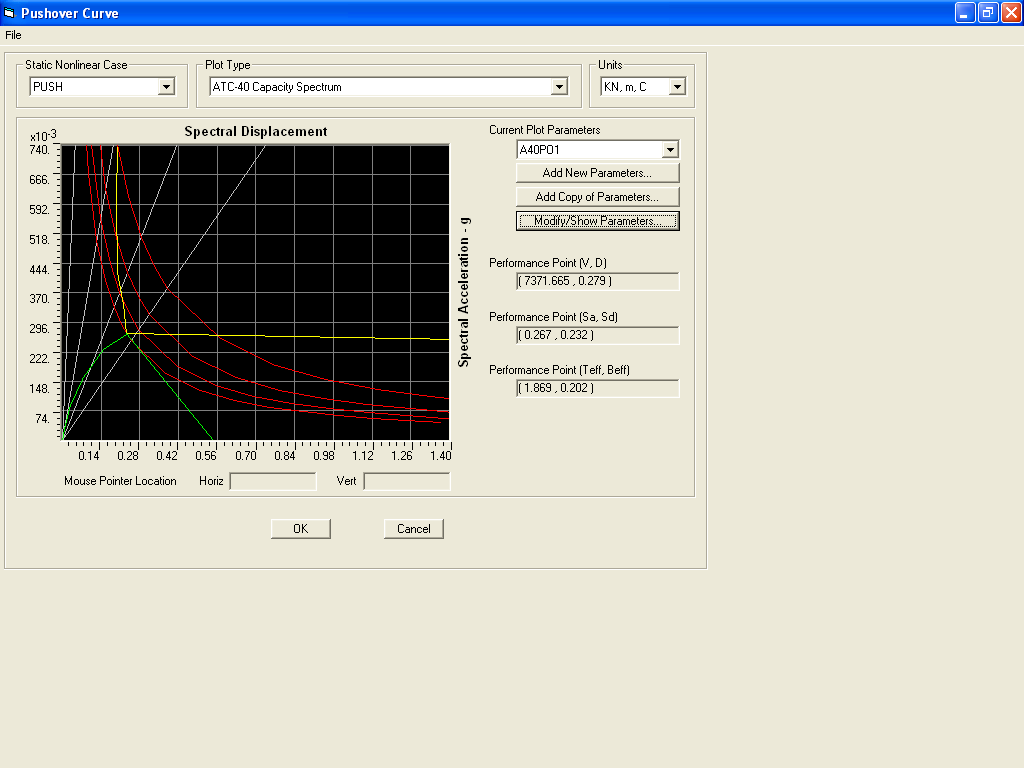 Pushover Curve
File
Static Nonlinear Case
PUSH
Plot Type
ATC-40 Capacity Spectrum
Units
KN, m, C
Spectral Displacement
x10-3
740.
666.
592.
518.
444.
370.
296.
222.
148.
74.
0.14 0.28 0.42 0.56 0.70 0.84 0.98 1.12 1.26 1.40
Spectral Acceleration - g
Mouse Pointer Location Horiz Vert
Current Plot Parameters
A40PO1
Add New Parameters...
Add Copy of Parameters...
Modify/Show Parameters...
Performance Point (V, D)
( 7371.665 , 0.279 )
Performance Point (Sa, Sd)
( 0.267 , 0.232 )
Performance Point (Teff, Beff)
( 1.869 , 0.202 )
OK Cancel